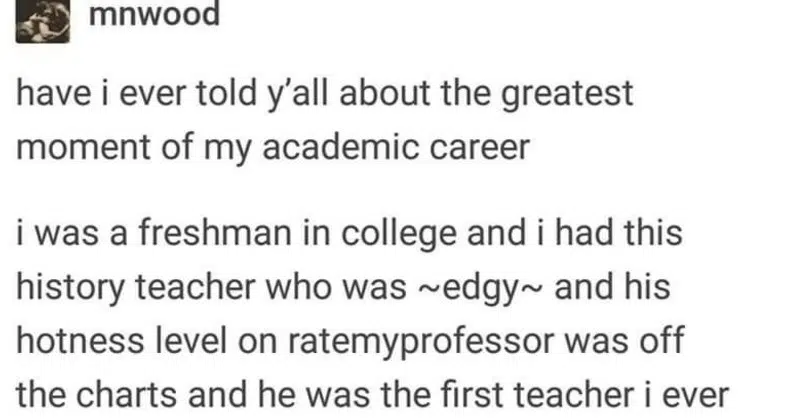 mnwood
have i ever told y'all about the greatest
moment of my academic career
i was a freshman in college and i had this
history teacher who was ~edgy~ and his
hotness level on ratemyprofessor was off
the charts and he was the first teacher i ever